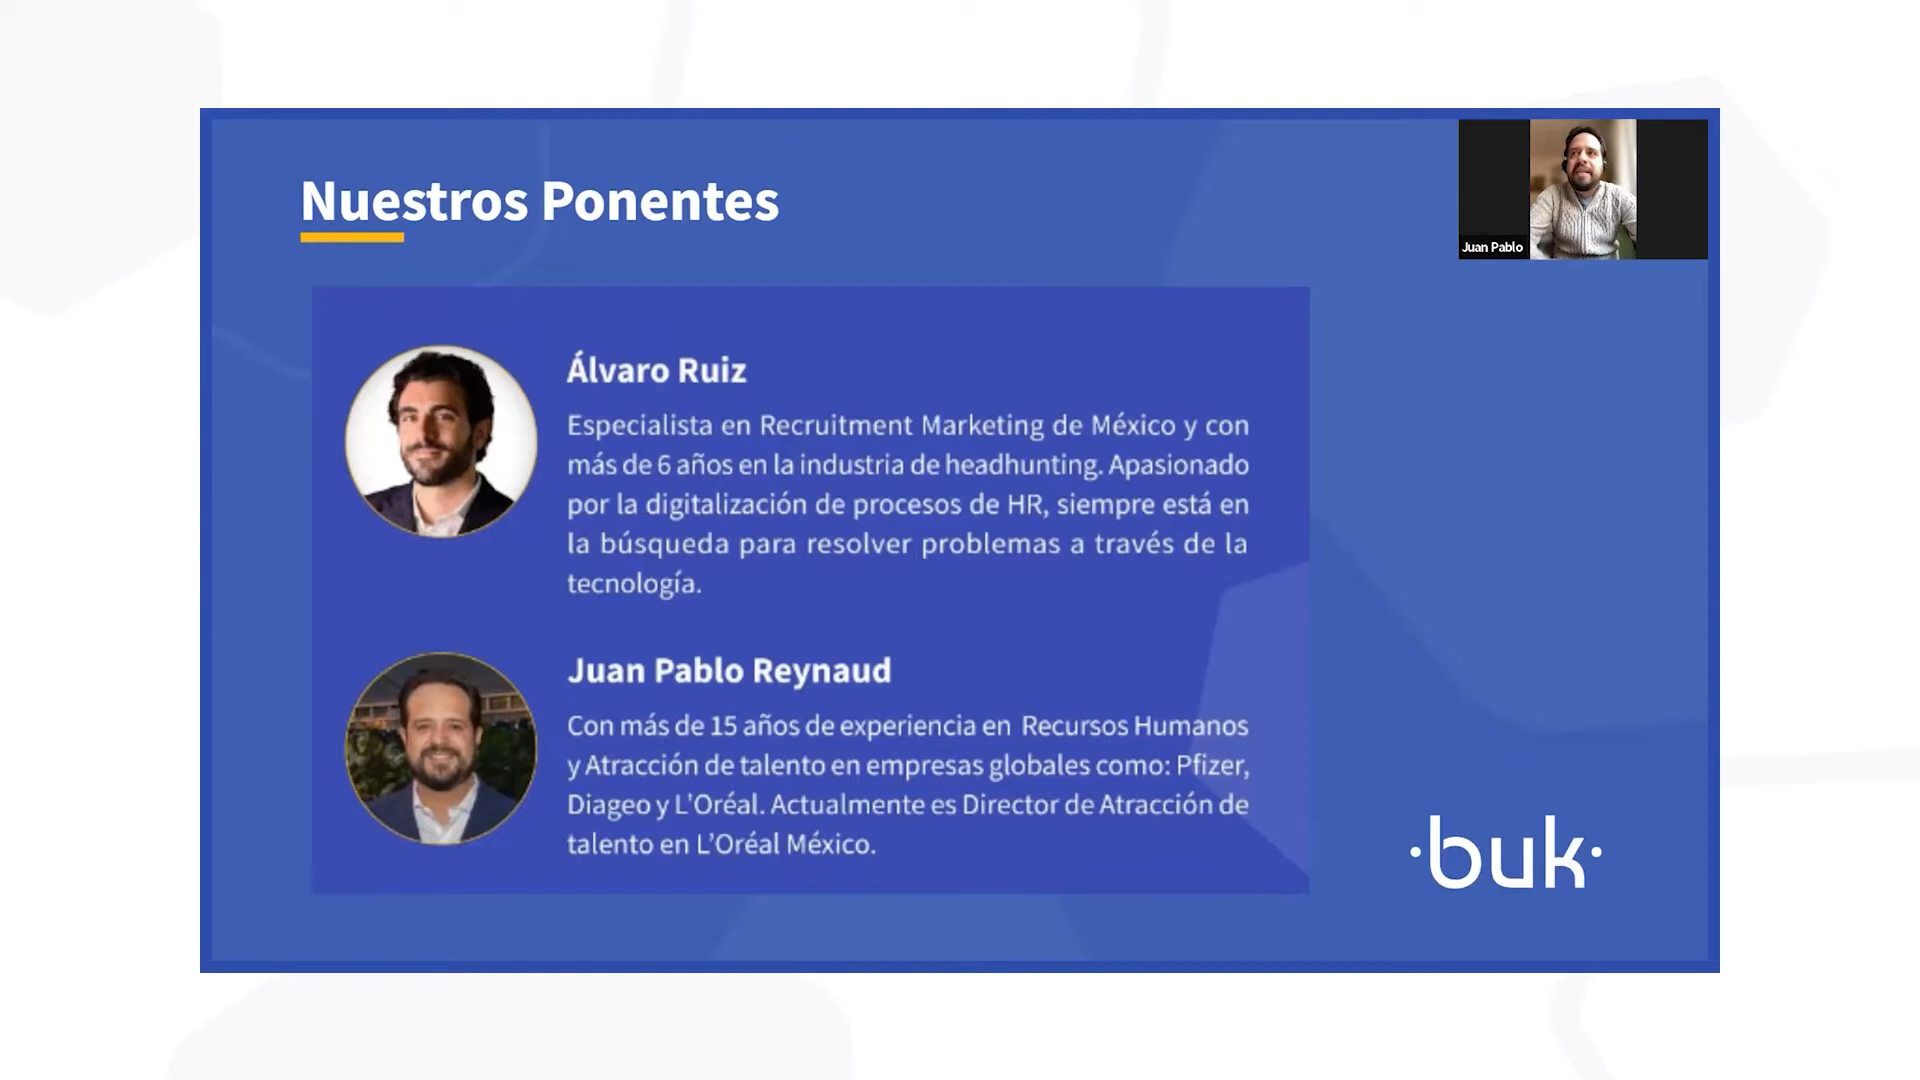 Nuestros Ponentes
Juan Pablo
Álvaro Ruiz
Especialista en Recruitment Marketing de México y con
más de 6 años en la industria de headhunting. Apasionado
por la digitalización de procesos de HR, siempre está en
la búsqueda para resolver problemas a través de la
tecnología.
Juan Pablo Reynaud
Con más de 15 años de experiencia en Recursos Humanos
y Atracción de talento en empresas globales como: Pfizer,
Diageo y L’Oréal. Actualmente es Director de Atracción de
talento en L’Oréal México.
·buk·